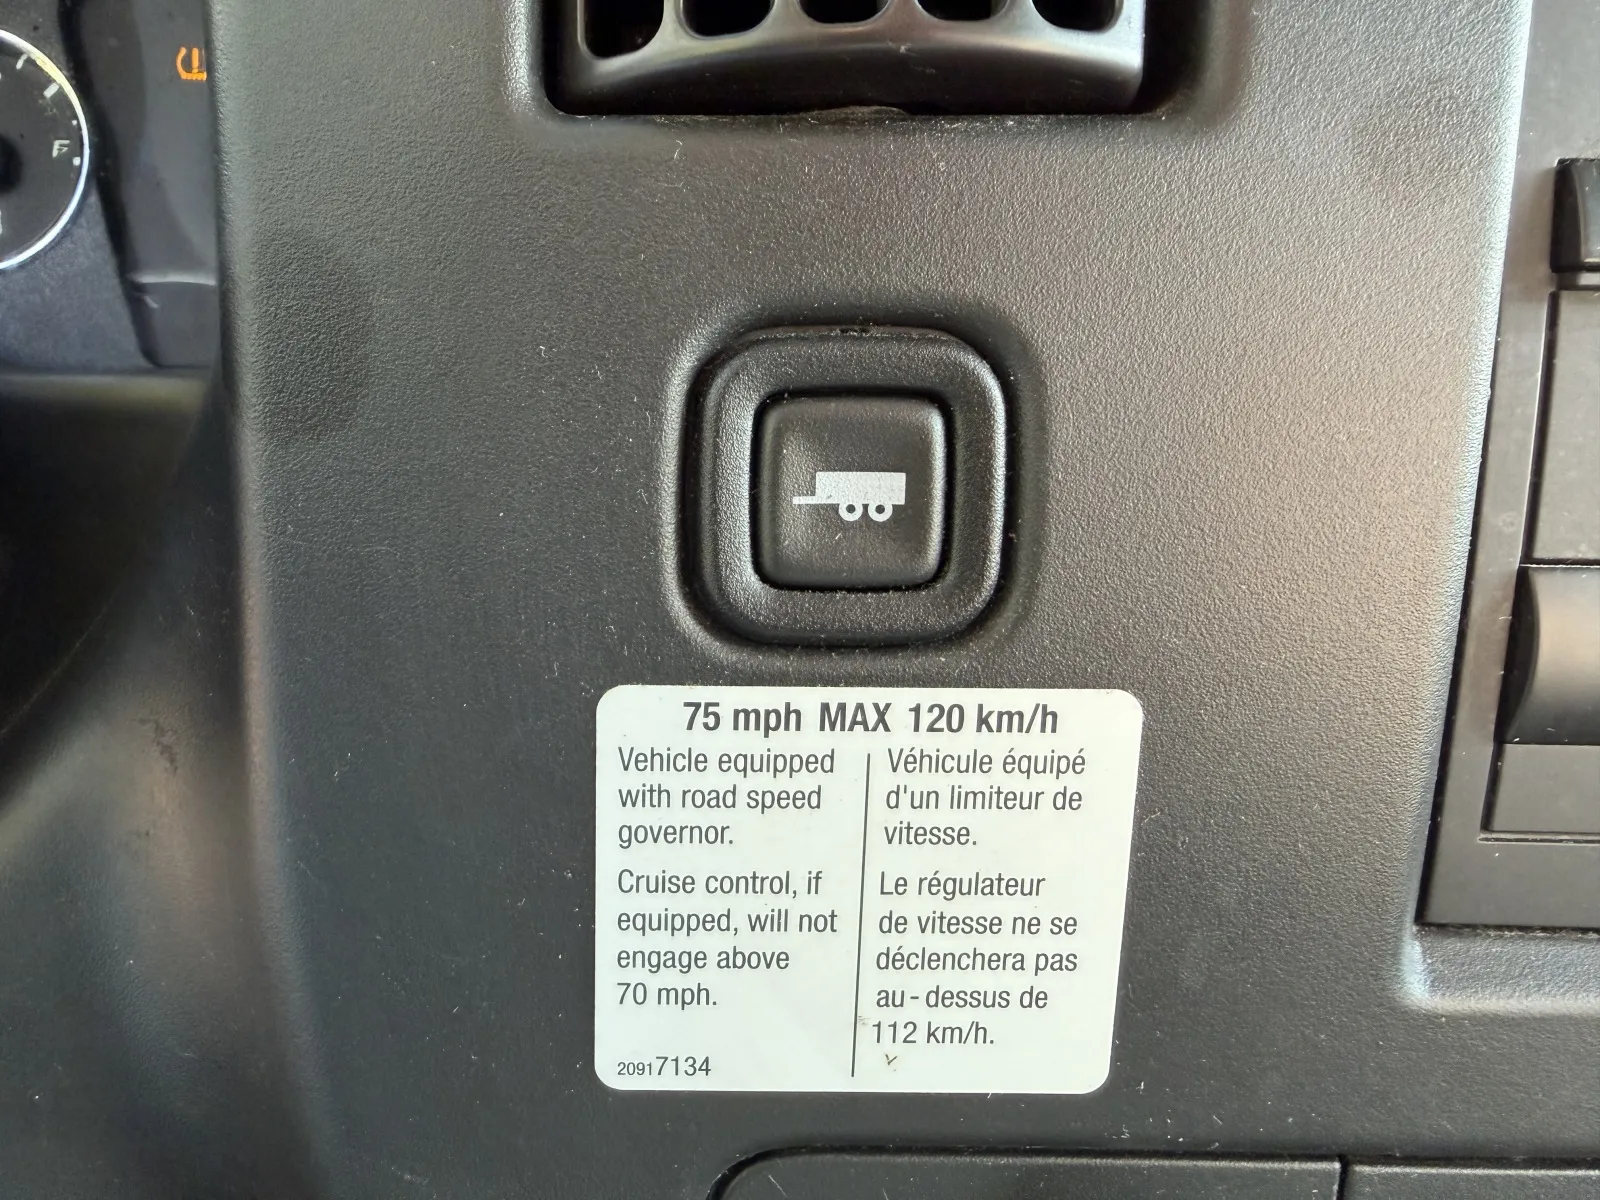 F
75 mph MAX 120 km/h
Vehicle equipped
with road speed
governor.
Cruise control, if
equipped, will not
engage above
70 mph.
20917134
Véhicule équipé
d'un limiteur de
vitesse.
Le régulateur
de vitesse ne se
déclenchera pas
au-dessus de
112 km/h.